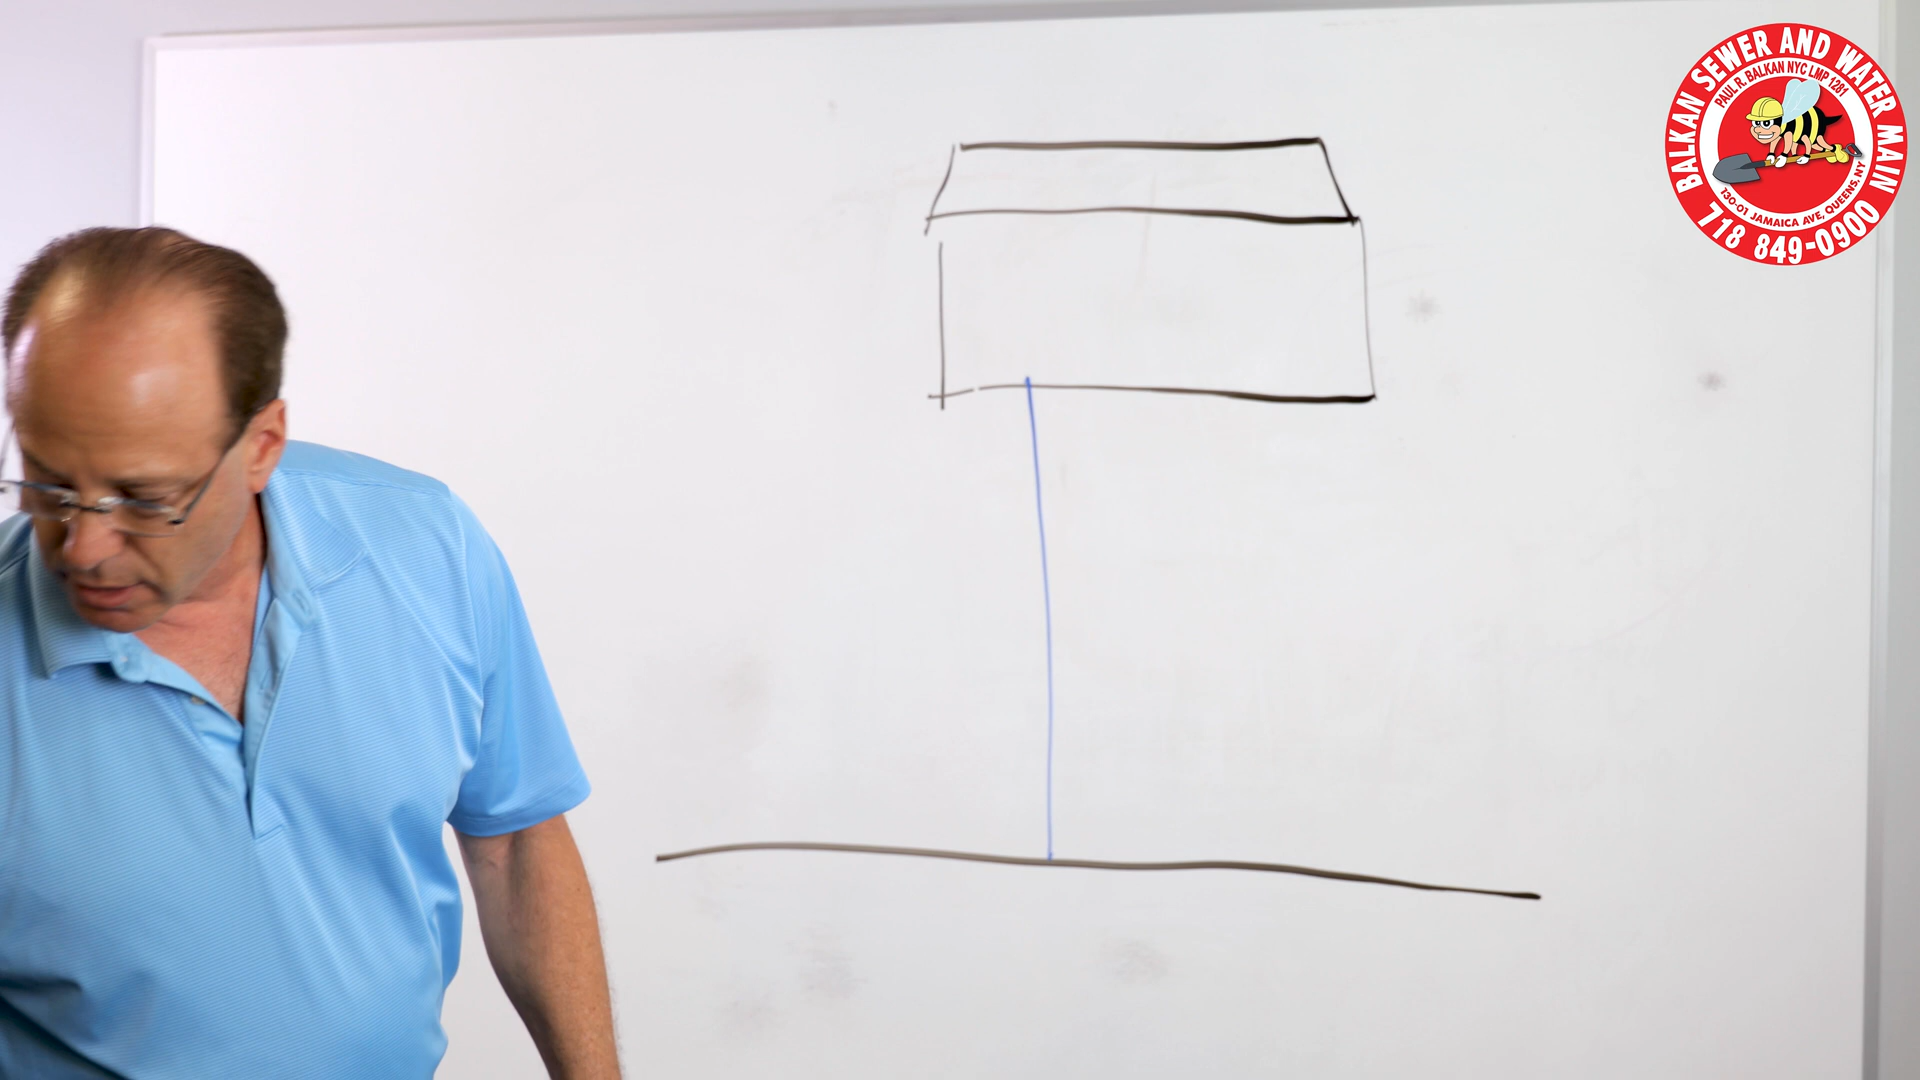 BALKAN SEWER AND WATER MAIN
PAUL R. BALKAN NYC LMP 1281
130-01 JAMAICA AVE, QUEENS, NY
718 849-0900